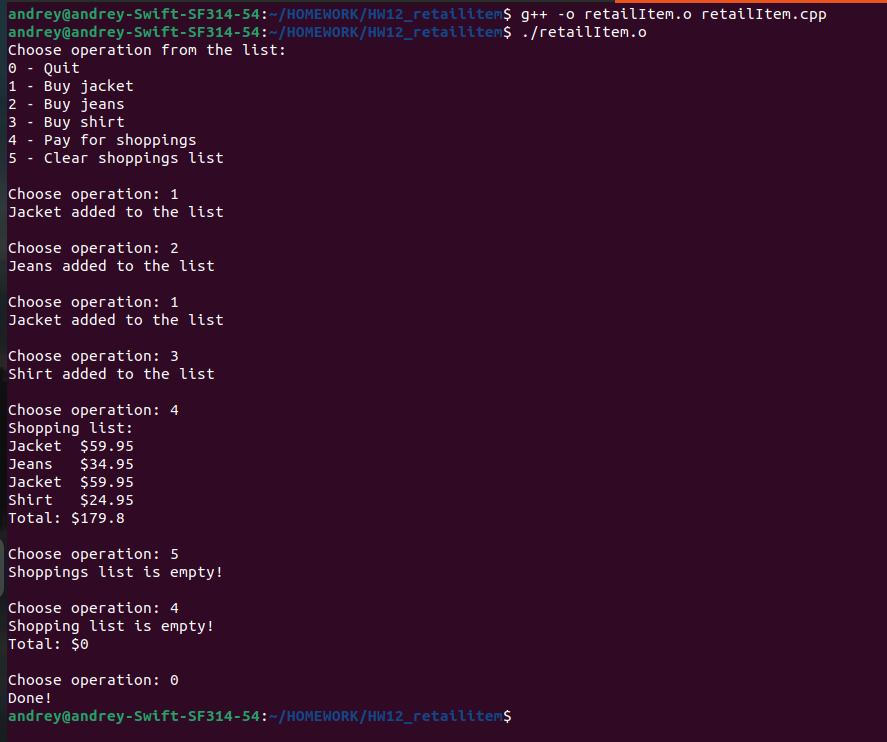 andrey@andrey-Swift-SF314-54:~/HOMEWORK/HW12_retailitem$ g++ -o retailItem.o retailItem.cpp
andrey@andrey-Swift-SF314-54:~/HOMEWORK/HW12_retailitem$ ./retailItem.o
Choose operation from the list:
0 - Quit
1 - Buy jacket
2 - Buy jeans
3 - Buy shirt
4 - Pay for shoppings
5 - Clear shoppings list

Choose operation: 1
Jacket added to the list

Choose operation: 2
Jeans added to the list

Choose operation: 1
Jacket added to the list

Choose operation: 3
Shirt added to the list

Choose operation: 4
Shopping list:
Jacket  $59.95
Jeans   $34.95
Jacket  $59.95
Shirt   $24.95
Total: $179.8

Choose operation: 5
Shoppings list is empty!

Choose operation: 4
Shopping list is empty!
Total: $0

Choose operation: 0
Done!
andrey@andrey-Swift-SF314-54:~/HOMEWORK/HW12_retailitem$